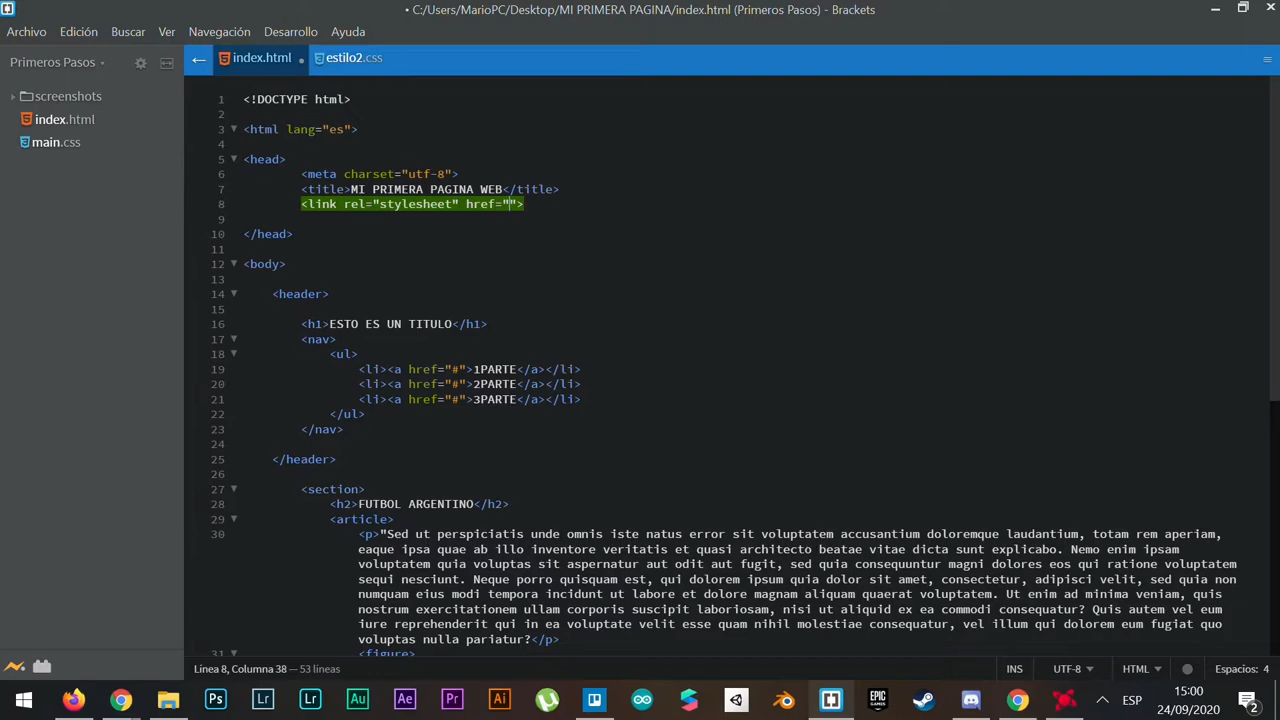 • C:/Users/MarioPC/Desktop/MI PRIMERA PAGINA/index.html (Primeros Pasos) - Brackets
Archivo Edición Buscar Ver Navegación Desarrollo Ayuda
Primeros Pasos
index.html
estilo2.css
screenshots
index.html
main.css
1 <!DOCTYPE html>
2
3 <html lang="es">
4
5 <head>
6 <meta charset="utf-8">
7 <title>MI PRIMERA PAGINA WEB</title>
8 <link rel="stylesheet" href="">
9
10 </head>
11
12 <body>
13
14 <header>
15
16 <h1>ESTO ES UN TITULO</h1>
17 <nav>
18 <ul>
19 <li><a href="#">1PARTE</a></li>
20 <li><a href="#">2PARTE</a></li>
21 <li><a href="#">3PARTE</a></li>
22 </ul>
23 </nav>
24
25 </header>
26
27 <section>
28 <h2>FUTBOL ARGENTINO</h2>
29 <article>
30 <p>"Sed ut perspiciatis unde omnis iste natus error sit voluptatem accusantium doloremque laudantium, totam rem aperiam,
eaque ipsa quae ab illo inventore veritatis et quasi architecto beatae vitae dicta sunt explicabo. Nemo enim ipsam
voluptatem quia voluptas sit aspernatur aut odit aut fugit, sed quia consequuntur magni dolores eos qui ratione voluptatem
sequi nesciunt. Neque porro quisquam est, qui dolorem ipsum quia dolor sit amet, consectetur, adipisci velit, sed quia non
numquam eius modi tempora incidunt ut labore et dolore magnam aliquam quaerat voluptatem. Ut enim ad minima veniam, quis
nostrum exercitationem ullam corporis suscipit laboriosam, nisi ut aliquid ex ea commodi consequatur? Quis autem vel eum
iure reprehenderit qui in ea voluptate velit esse quam nihil molestiae consequatur, vel illum qui dolorem eum fugiat quo
voluptas nulla pariatur?</p>
31 <figure>
Línea 8, Columna 38 — 53 líneas
INS UTF-8 HTML Espacios: 4
Ps Lr Lr Au Ae Pr Ai EPIC GAMES ESP 15:00
24/09/2020 2